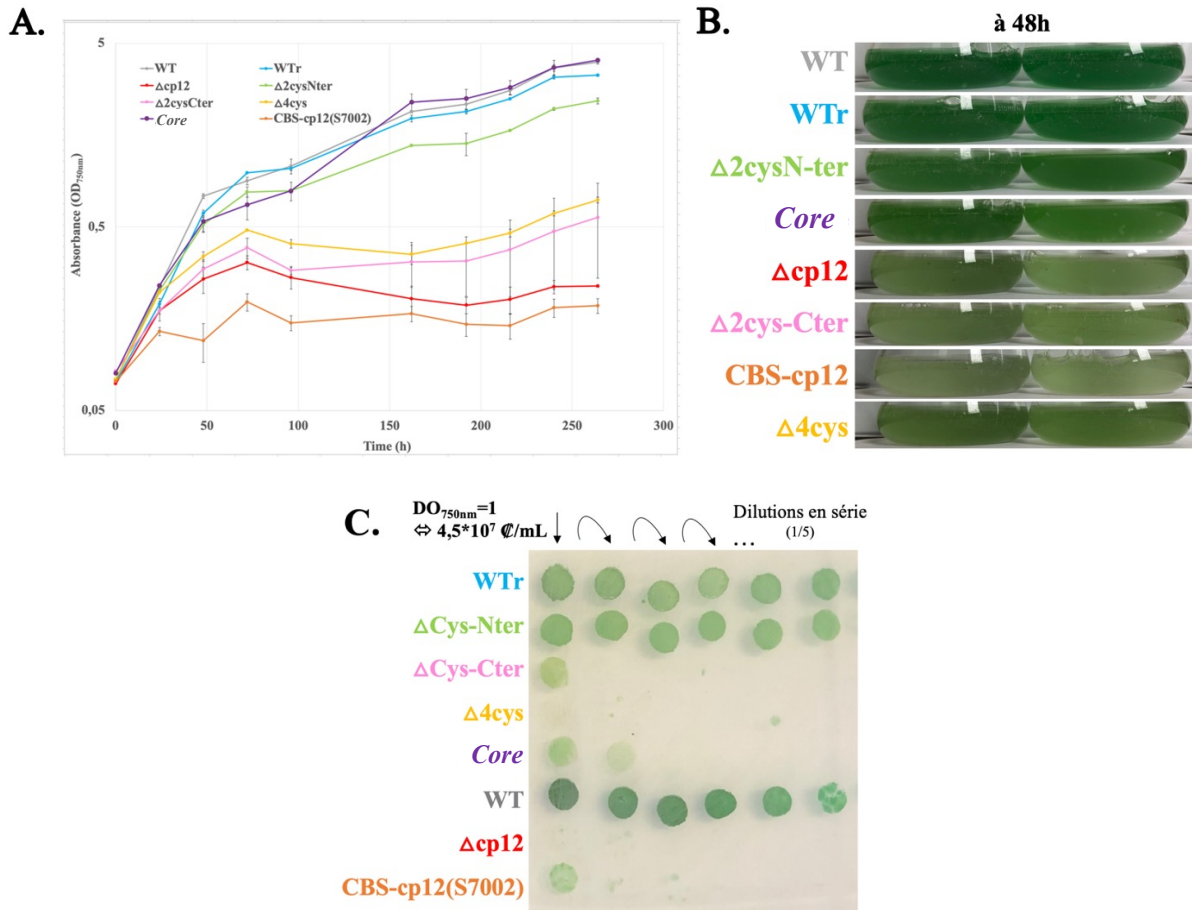 A.
5
0,5
0,05
Absorbance (OD750nm)
WT
WTr
Δcp12
Δ2cysNter
Δ2cysCter
Δ4cys
Core
CBS-cp12(S7002)
0
50
100
150
200
250
300
Time (h)
B.
à 48h
WT
WTr
Δ2cysN-ter
Core
Δcp12
Δ2cys-Cter
CBS-cp12
Δ4cys
C.
DO750nm=1
⇔ 4,5*10⁷ ₡/mL
...
Dilutions en série
(1/5)
WTr
ΔCys-Nter
ΔCys-Cter
Δ4cys
Core
WT
Δcp12
CBS-cp12(S7002)